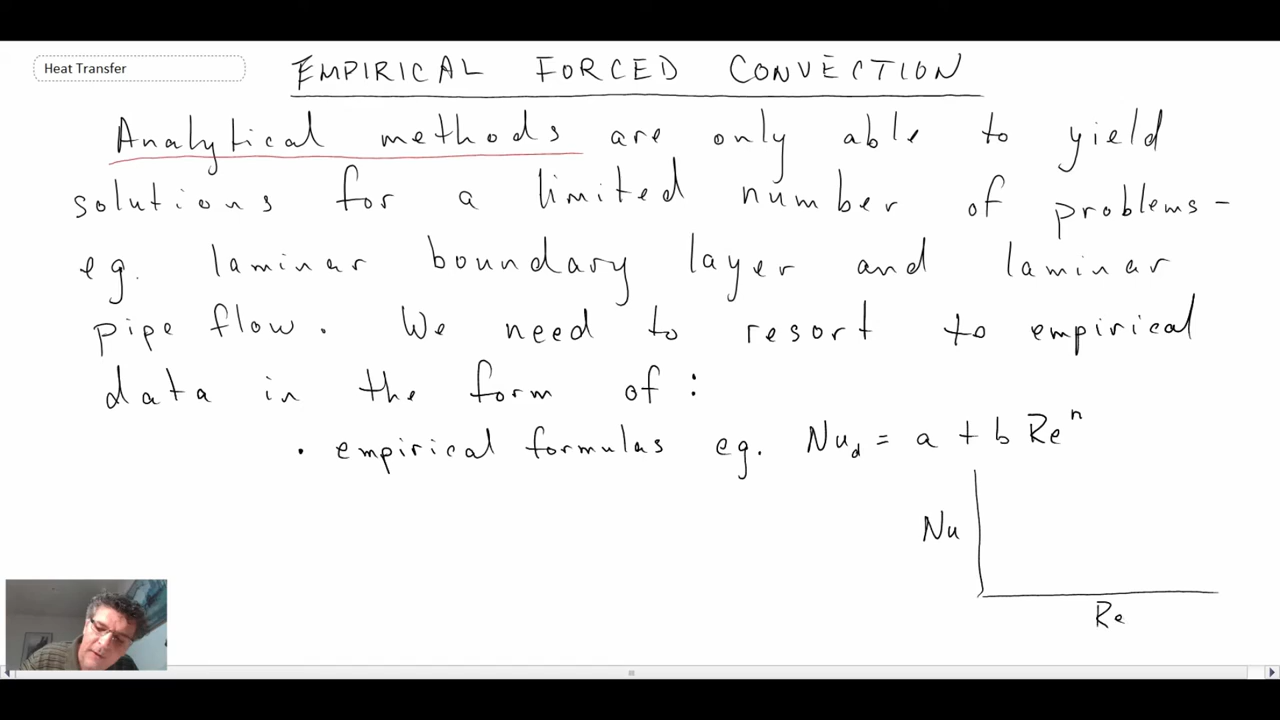 Heat Transfer
EMPIRICAL FORCED CONVECTION
Analytical methods are only able to yield
solutions for a limited number of problems -
eg. laminar boundary layer and laminar
pipe flow. We need to resort to empirical
data in the form of :
• empirical formulas eg. Nu_d = a + b Re^n
Nu
Re